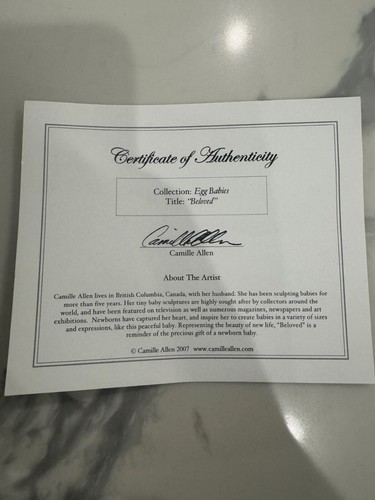 Certificate of Authenticity
Collection: Egg Babies
Title: "Beloved"
Camille Allen
Camille Allen
About The Artist
Camille Allen lives in British Columbia, Canada, with her husband. She has been sculpting babies for
more than five years. Her tiny baby sculptures are highly sought after by collectors around the
world, and have been featured on television as well as numerous magazines, newspapers and art
exhibitions. Newborns have captured her heart, and inspire her to create babies in a variety of sizes
and expressions, like this peaceful baby. Representing the beauty of new life, "Beloved" is a
reminder of the precious gift of a newborn baby.
© Camille Allen 2007 www.camilleallen.com